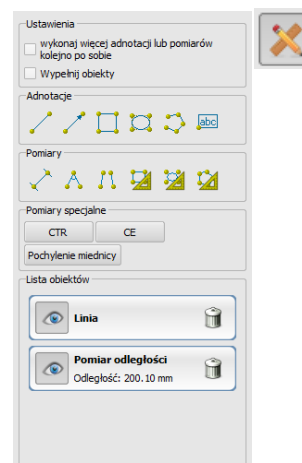 Ustawienia
wykonaj więcej adnotacji lub pomiarów
kolejno po sobie
Wypełnij obiekty
Adnotacje
abc
Pomiary
Pomiary specjalne
CTR CE
Pochylenie miednicy
Lista obiektów
Linia
Pomiar odległości
Odległość: 200.10 mm